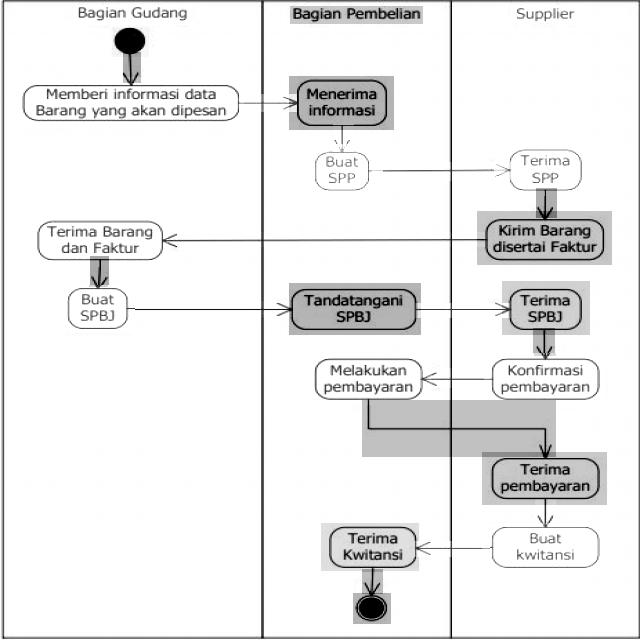 Bagian Gudang
Bagian Pembelian
Supplier
Memberi informasi data
Barang yang akan dipesan
Menerima
informasi
Buat
SPP
Terima
SPP
Terima Barang
dan Faktur
Kirim Barang
disertai Faktur
Buat
SPBJ
Tandatangani
SPBJ
Terima
SPBJ
Melakukan
pembayaran
Konfirmasi
pembayaran
Terima
pembayaran
Terima
Kwitansi
Buat
kwitansi